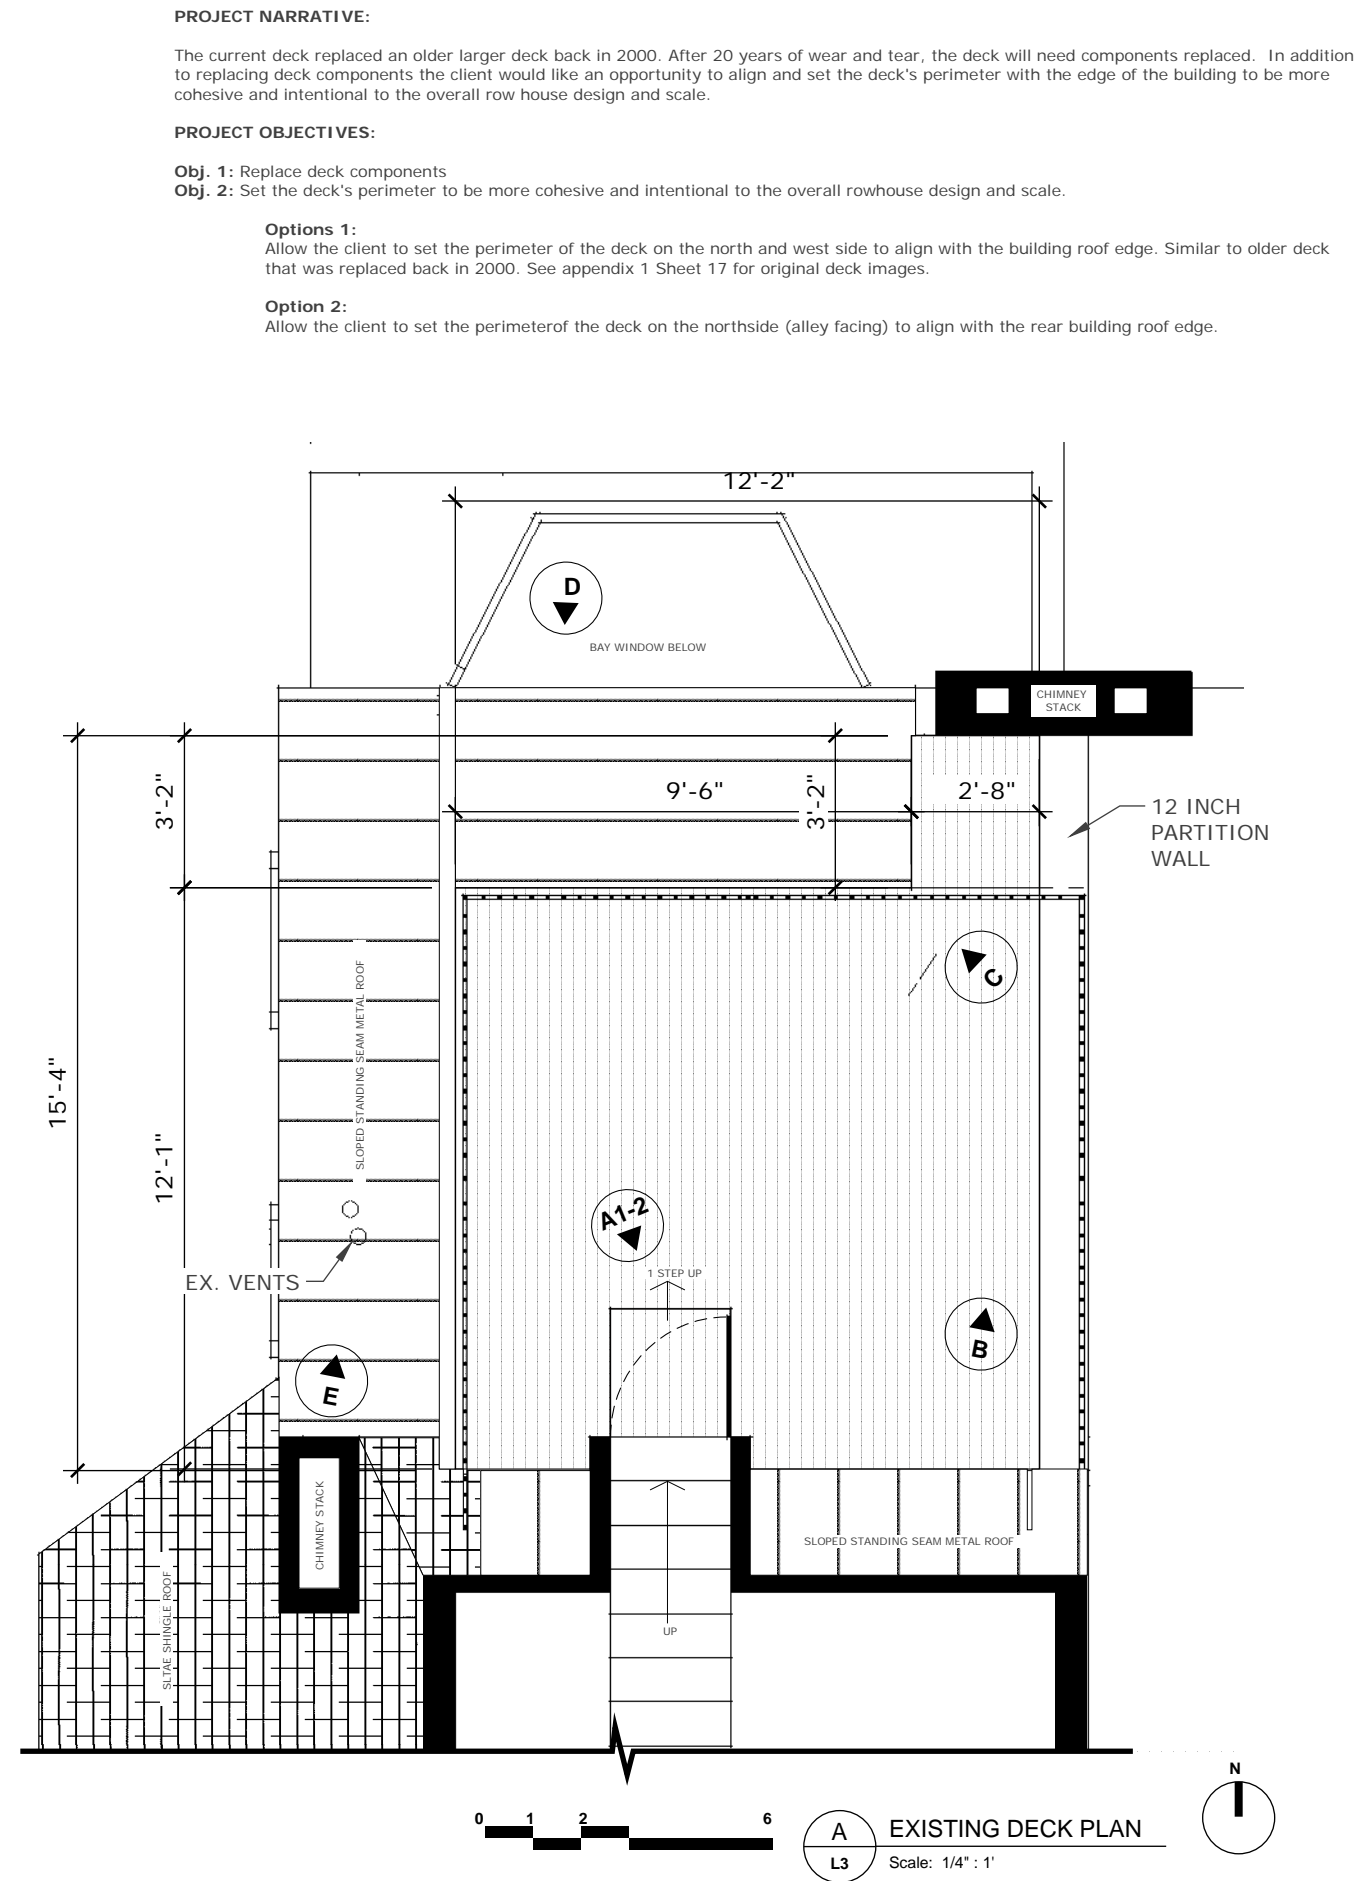 PROJECT NARRATIVE:
The current deck replaced an older larger deck back in 2000. After 20 years of wear and tear, the deck will need components replaced.  In addition
to replacing deck components the client would like an opportunity to align and set the deck's perimeter with the edge of the building to be more
cohesive and intentional to the overall row house design and scale.
PROJECT OBJECTIVES:
Obj. 1: Replace deck components
Obj. 2: Set the deck's perimeter to be more cohesive and intentional to the overall rowhouse design and scale.
Options 1:
Allow the client to set the perimeter of the deck on the north and west side to align with the building roof edge. Similar to older deck
that was replaced back in 2000. See appendix 1 Sheet 17 for original deck images.
Option 2:
Allow the client to set the perimeterof the deck on the northside (alley facing) to align with the rear building roof edge.
12'-2"
D
BAY WINDOW BELOW
CHIMNEY
STACK
3'-2"
9'-6"
3'-2"
2'-8"
12 INCH
PARTITION
WALL
C
SLOPED STANDING SEAM METAL ROOF
15'-4"
12'-1"
A1-2
EX. VENTS
1 STEP UP
B
E
CHIMNEY STACK
SLOPED STANDING SEAM METAL ROOF
SLTAE SHINGLE ROOF
UP
N
0 1 2 6
A
EXISTING DECK PLAN
L3
Scale: 1/4" : 1'